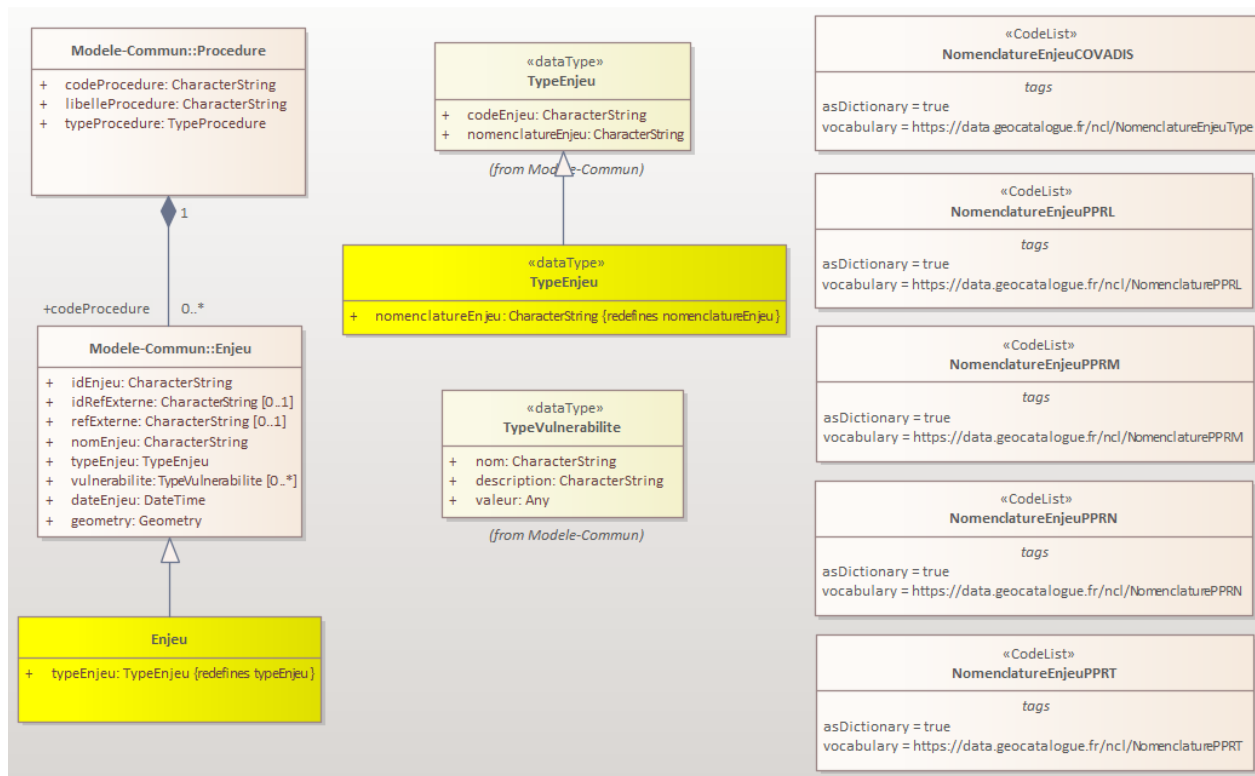 Modele-Commun::Procedure
+ codeProcedure: CharacterString
+ libelleProcedure: CharacterString
+ typeProcedure: TypeProcedure
1
+codeProcedure 0..*
Modele-Commun::Enjeu
+ idEnjeu: CharacterString
+ idRefExterne: CharacterString [0..1]
+ refExterne: CharacterString [0..1]
+ nomEnjeu: CharacterString
+ typeEnjeu: TypeEnjeu
+ vulnerabilite: TypeVulnerabilite [0..*]
+ dateEnjeu: DateTime
+ geometry: Geometry
Enjeu
+ typeEnjeu: TypeEnjeu {redefines typeEnjeu}
«dataType»
TypeEnjeu
+ codeEnjeu: CharacterString
+ nomenclatureEnjeu: CharacterString
(from Modele-Commun)
«dataType»
TypeEnjeu
+ nomenclatureEnjeu: CharacterString {redefines nomenclatureEnjeu}
«dataType»
TypeVulnerabilite
+ nom: CharacterString
+ description: CharacterString
+ valeur: Any
(from Modele-Commun)
«CodeList»
NomenclatureEnjeuCOVADIS
tags
asDictionary = true
vocabulary = https://data.geocatalogue.fr/ncl/NomenclatureEnjeuType
«CodeList»
NomenclatureEnjeuPPRL
tags
asDictionary = true
vocabulary = https://data.geocatalogue.fr/ncl/NomenclaturePPRL
«CodeList»
NomenclatureEnjeuPPRM
tags
asDictionary = true
vocabulary = https://data.geocatalogue.fr/ncl/NomenclaturePPRM
«CodeList»
NomenclatureEnjeuPPRN
tags
asDictionary = true
vocabulary = https://data.geocatalogue.fr/ncl/NomenclaturePPRN
«CodeList»
NomenclatureEnjeuPPRT
tags
asDictionary = true
vocabulary = https://data.geocatalogue.fr/ncl/NomenclaturePPRT